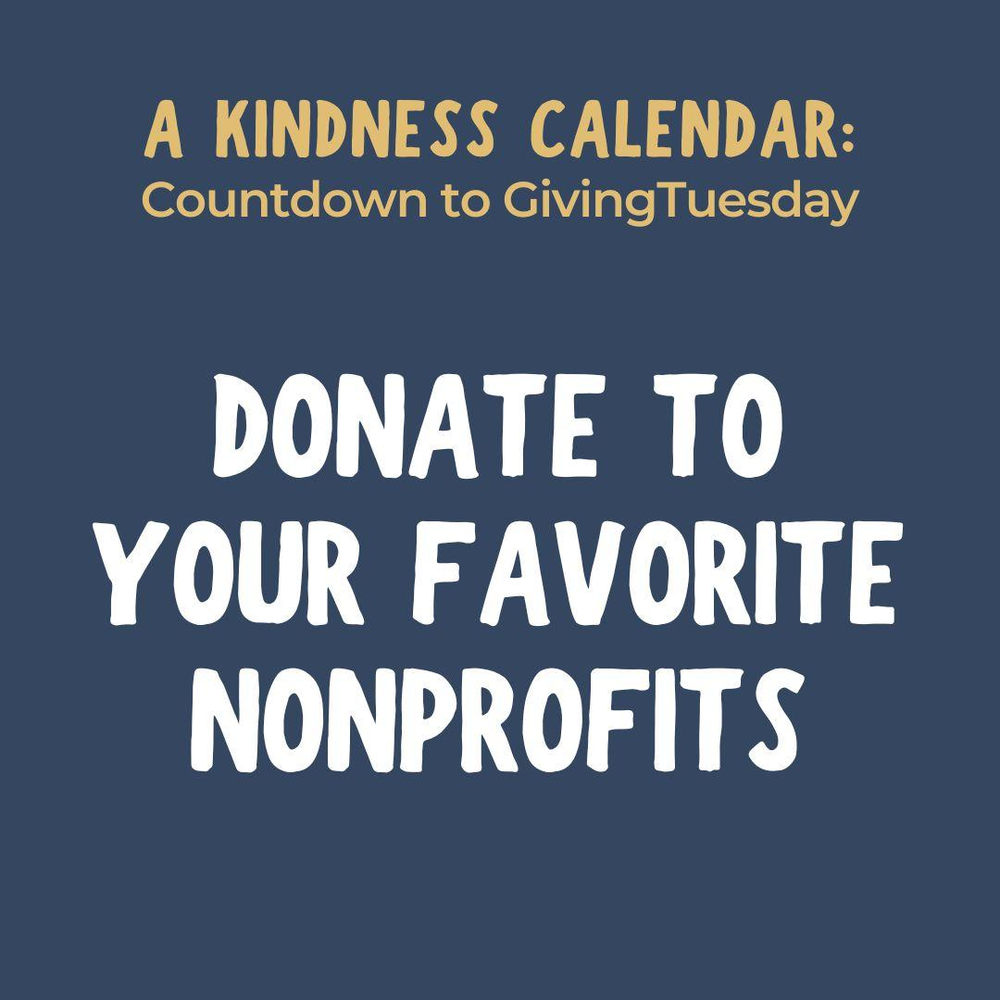 A KINDNESS CALENDAR:
Countdown to GivingTuesday
DONATE TO
YOUR FAVORITE
NONPROFITS